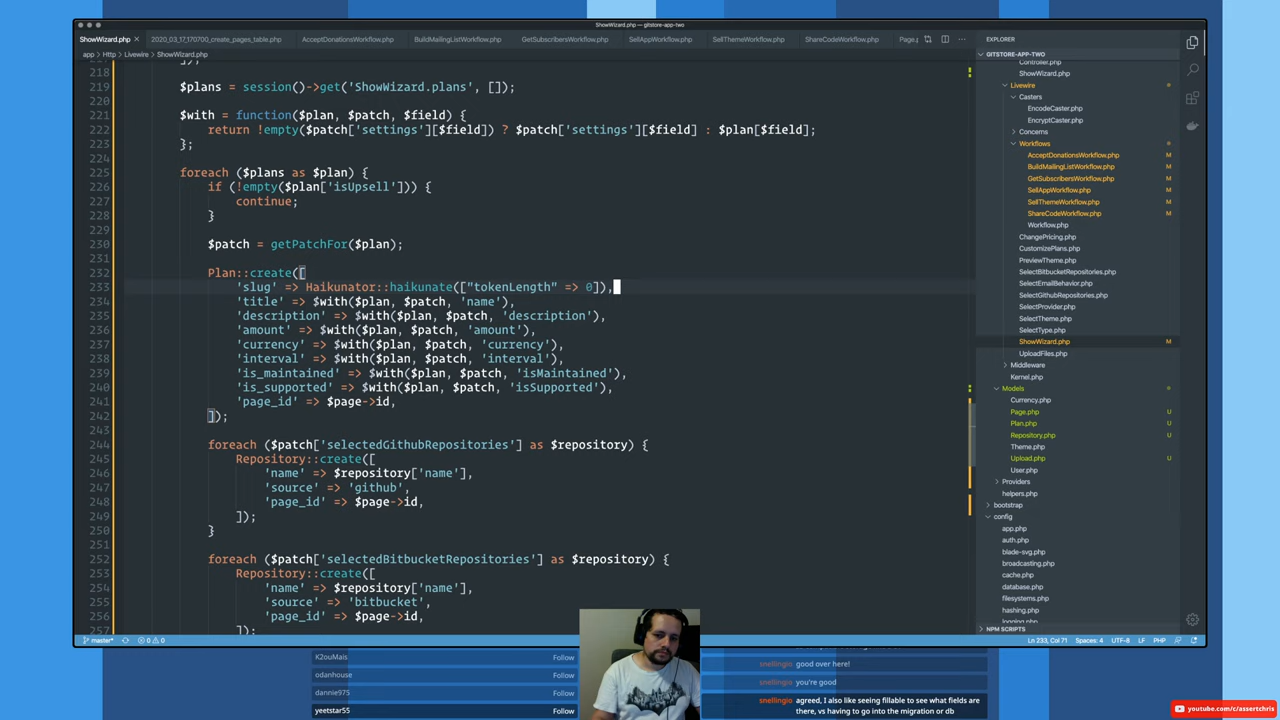 ShowWizard.php — gitstore-app-two
ShowWizard.php
2020_03_17_170700_create_pages_table.php
AcceptDonationsWorkflow.php
BuildMailingListWorkflow.php
GetSubscribersWorkflow.php
SellAppWorkflow.php
SellThemeWorkflow.php
ShareCodeWorkflow.php
Page.p
app > Http > Livewire > ShowWizard.php
218
219 $plans = session()->get('ShowWizard.plans', []);
220
221 $with = function($plan, $patch, $field) {
222 return !empty($patch['settings'][$field]) ? $patch['settings'][$field] : $plan[$field];
223 };
224
225 foreach ($plans as $plan) {
226 if (!empty($plan['isUpsell'])) {
227 continue;
228 }
229
230 $patch = getPatchFor($plan);
231
232 Plan::create([
233 'slug' => Haikunator::haikunate(["tokenLength" => 0]),
234 'title' => $with($plan, $patch, 'name'),
235 'description' => $with($plan, $patch, 'description'),
236 'amount' => $with($plan, $patch, 'amount'),
237 'currency' => $with($plan, $patch, 'currency'),
238 'interval' => $with($plan, $patch, 'interval'),
239 'is_maintained' => $with($plan, $patch, 'isMaintained'),
240 'is_supported' => $with($plan, $patch, 'isSupported'),
241 'page_id' => $page->id,
242 ]);
243
244 foreach ($patch['selectedGithubRepositories'] as $repository) {
245 Repository::create([
246 'name' => $repository['name'],
247 'source' => 'github',
248 'page_id' => $page->id,
249 ]);
250 }
251
252 foreach ($patch['selectedBitbucketRepositories'] as $repository) {
253 Repository::create([
254 'name' => $repository['name'],
255 'source' => 'bitbucket',
256 'page_id' => $page->id,
]);
EXPLORER
GITSTORE-APP-TWO
Controller.php
ShowWizard.php
Livewire
Casters
EncodeCaster.php
EncryptCaster.php
Concerns
Workflows
AcceptDonationsWorkflow.php M
BuildMailingListWorkflow.php M
GetSubscribersWorkflow.php M
SellAppWorkflow.php M
SellThemeWorkflow.php M
ShareCodeWorkflow.php M
Workflow.php
ChangePricing.php
CustomizePlans.php
PreviewTheme.php
SelectBitbucketRepositories.php
SelectEmailBehavior.php
SelectGithubRepositories.php
SelectTheme.php
SelectType.php
ShowWizard.php M
UploadFiles.php
Middleware
Kernel.php
Models
Currency.php
Page.php U
Plan.php U
Repository.php U
Theme.php
Upload.php U
User.php
Providers
helpers.php
bootstrap
config
app.php
auth.php
blade-svg.php
broadcasting.php
cache.php
database.php
filesystems.php
hashing.php
logging.php
NPM SCRIPTS
master* 0 0
Ln 233, Col 71 Spaces: 4 UTF-8 LF PHP
K2ouMais Follow
odanhouse Follow
dannie975 Follow
yeetstar55 Follow
snellingio good over here!
snellingio you're good
snellingio agreed, I also like seeing fillable to see what fields are
there, vs having to go into the migration or db
youtube.com/c/assertchris